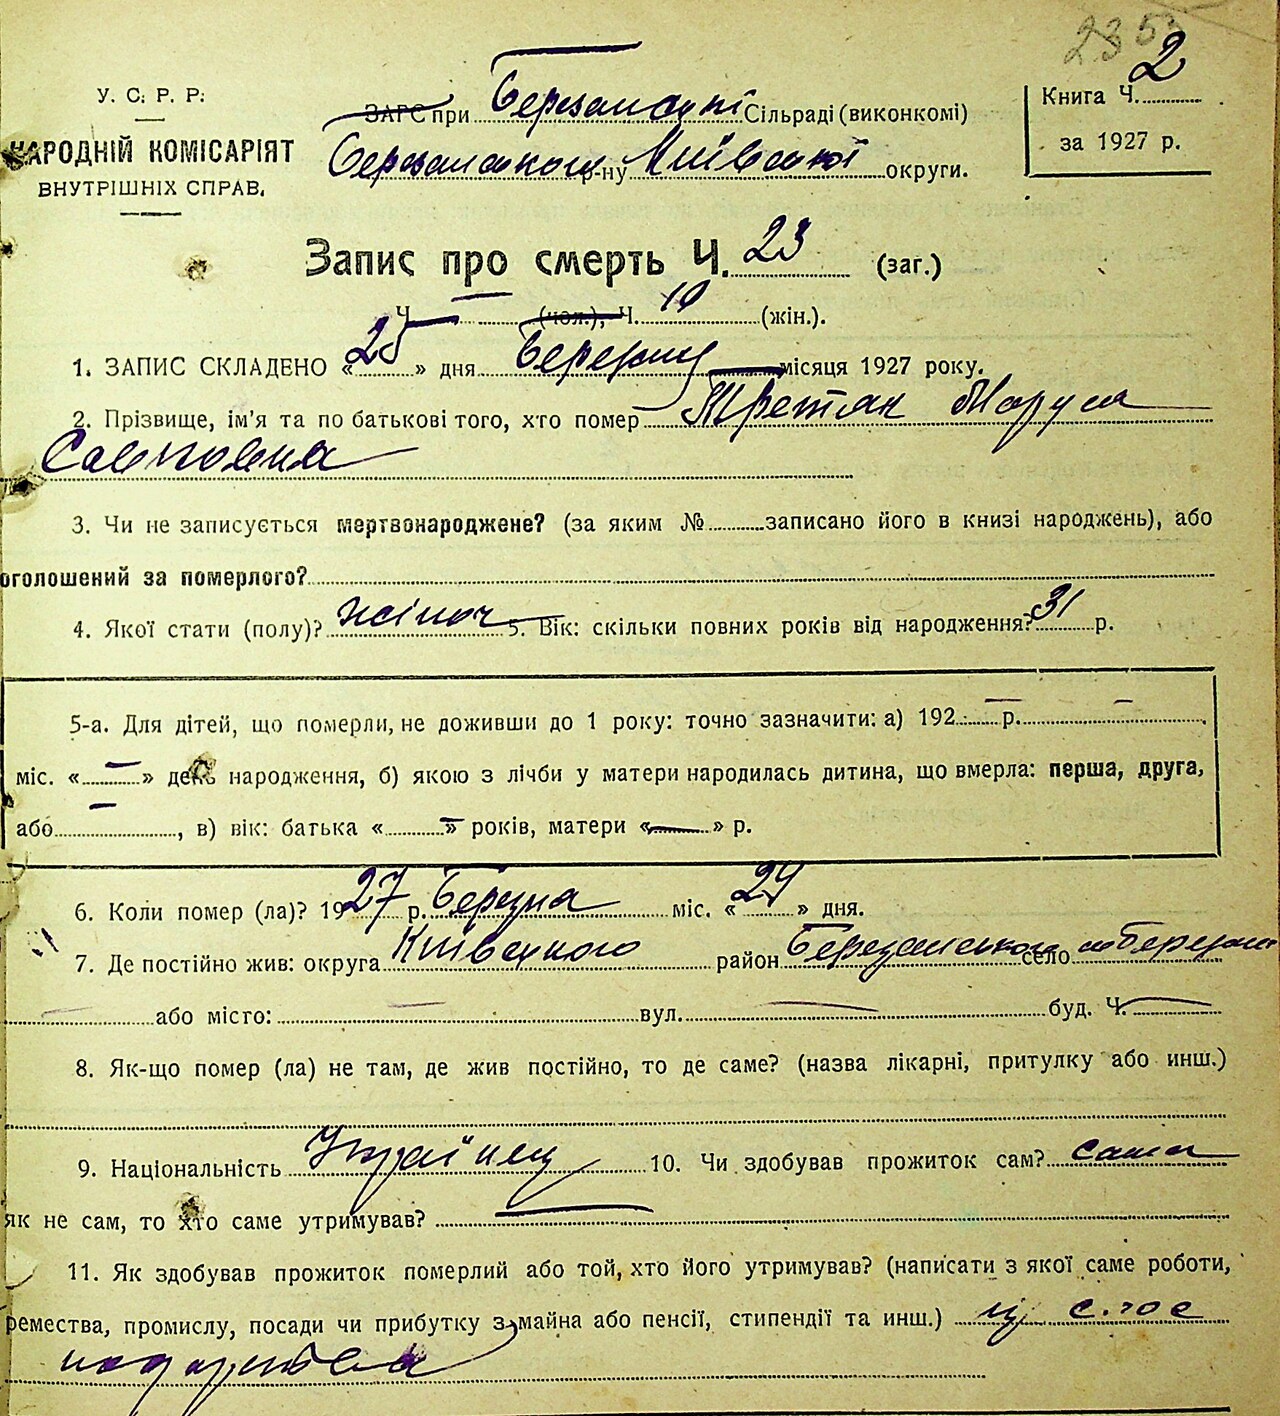 2353
У. С. Р. Р.
НАРОДНІЙ КОМІСАРІЯТ
ВНУТРІШНІХ СПРАВ.
ЗАГС при Березанскій Сільраді (виконкомі)
Березанського р-ну Київської округи.
Книга Ч. 2
за 1927 р.
Запис про смерть Ч. 23 (заг.)
Ч. — (чол.), Ч. 10 (жін.).
1. ЗАПИС СКЛАДЕНО « 25 » дня Березня місяця 1927 року.
2. Прізвище, ім'я та по батькові того, хто помер Третяк Маруся
Савковна
3. Чи не записується мертвонароджене? (за яким № записано його в книзі народжень), або
оголошений за померлого?
4. Якої стати (полу)? жіноч 5. Вік: скільки повних років від народження? 31 р.
5-а. Для дітей, що померли, не доживши до 1 року: точно зазначити: а) 192 — р. —
міс. « — » день народження, б) якою з лічби у матери народилась дитина, що вмерла: перша, друга,
або —, в) вік: батька « — » років, матери « — » р.
6. Коли помер (ла)? 1927 р. Березня міс. « 24 » дня.
7. Де постійно жив: округа Київського район Березанського село
— або місто: — вул. — буд. Ч. —
8. Як-що помер (ла) не там, де жив постійно, то де саме? (назва лікарні, притулку або инш.)
9. Національність Українец 10. Чи здобував прожиток сам? сама
як не сам, то хто саме утримував? —
11. Як здобував прожиток померлий або той, хто його утримував? (написати з якої саме роботи,
ремества, промислу, посади чи прибутку з майна або пенсії, стипендії та инш.) із с. гос
подарства